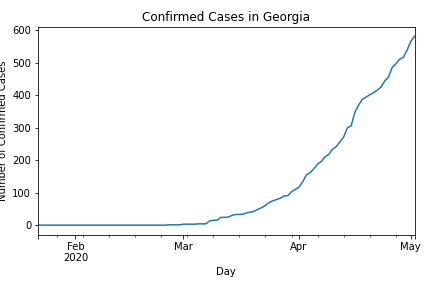 Confirmed Cases in Georgia
600
500
400
300
200
100
0
Number of Confirmed Cases
Feb
2020
Mar
Apr
May
Day